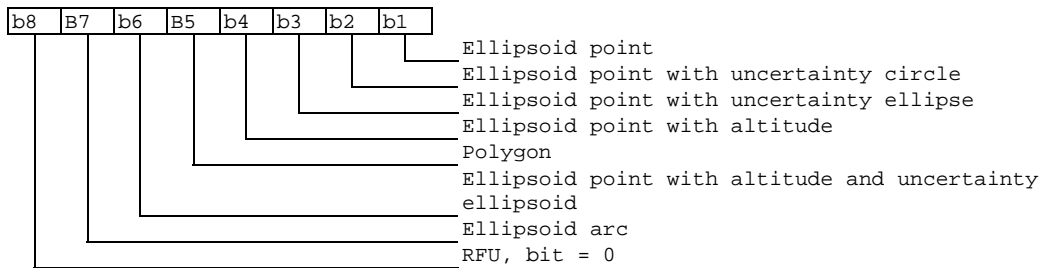 b8 B7 b6 B5 b4 b3 b2 b1
Ellipsoid point
Ellipsoid point with uncertainty circle
Ellipsoid point with uncertainty ellipse
Ellipsoid point with altitude
Polygon
Ellipsoid point with altitude and uncertainty
ellipsoid
Ellipsoid arc
RFU, bit = 0